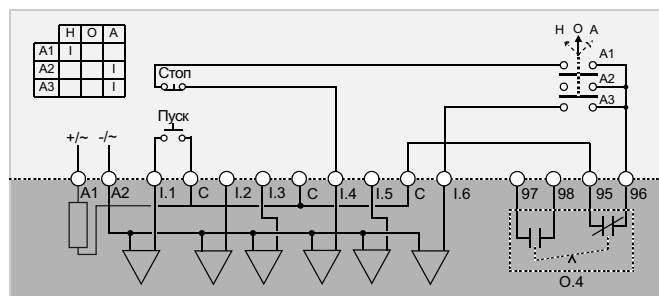 H O A
A1 I
A2 I
A3 I
H O A
A1
A2
A3
Стоп
Пуск
+/~ -/~
A1 A2 I.1 C I.2 I.3 C I.4 I.5 C I.6 97 98 95 96
O.4